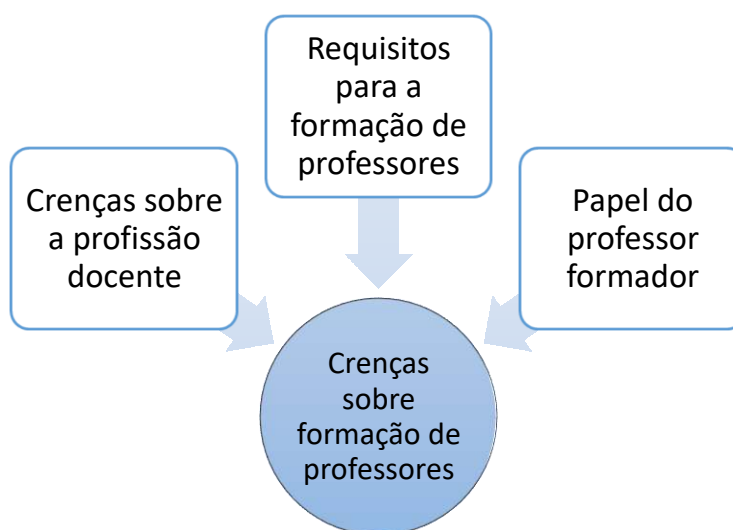 Requisitos
para a
formação de
professores
Crenças sobre
a profissão
docente
Papel do
professor
formador
Crenças
sobre
formação de
professores